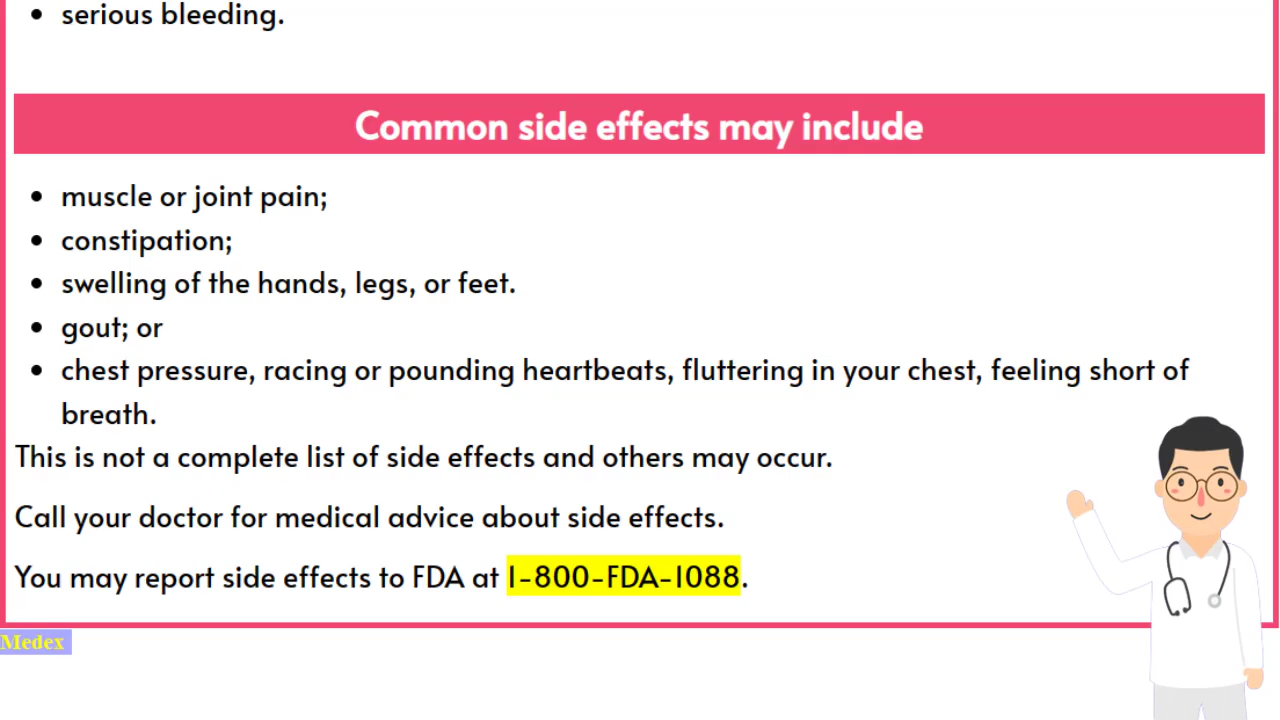 serious bleeding.
Common side effects may include
muscle or joint pain;
constipation;
swelling of the hands, legs, or feet.
gout; or
chest pressure, racing or pounding heartbeats, fluttering in your chest, feeling short of
breath.
This is not a complete list of side effects and others may occur.
Call your doctor for medical advice about side effects.
You may report side effects to FDA at 1-800-FDA-1088.
Medex